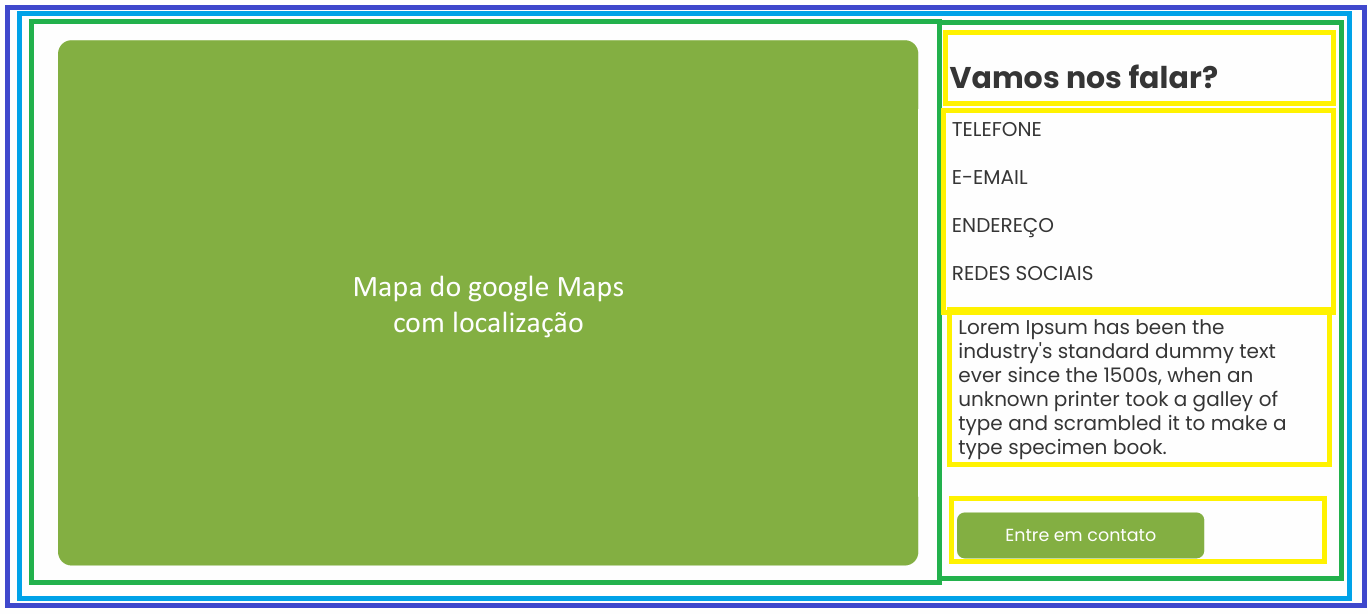 Mapa do google Maps
com localização
Vamos nos falar?
TELEFONE
E-EMAIL
ENDEREÇO
REDES SOCIAIS
Lorem Ipsum has been the
industry's standard dummy text
ever since the 1500s, when an
unknown printer took a galley of
type and scrambled it to make a
type specimen book.
Entre em contato